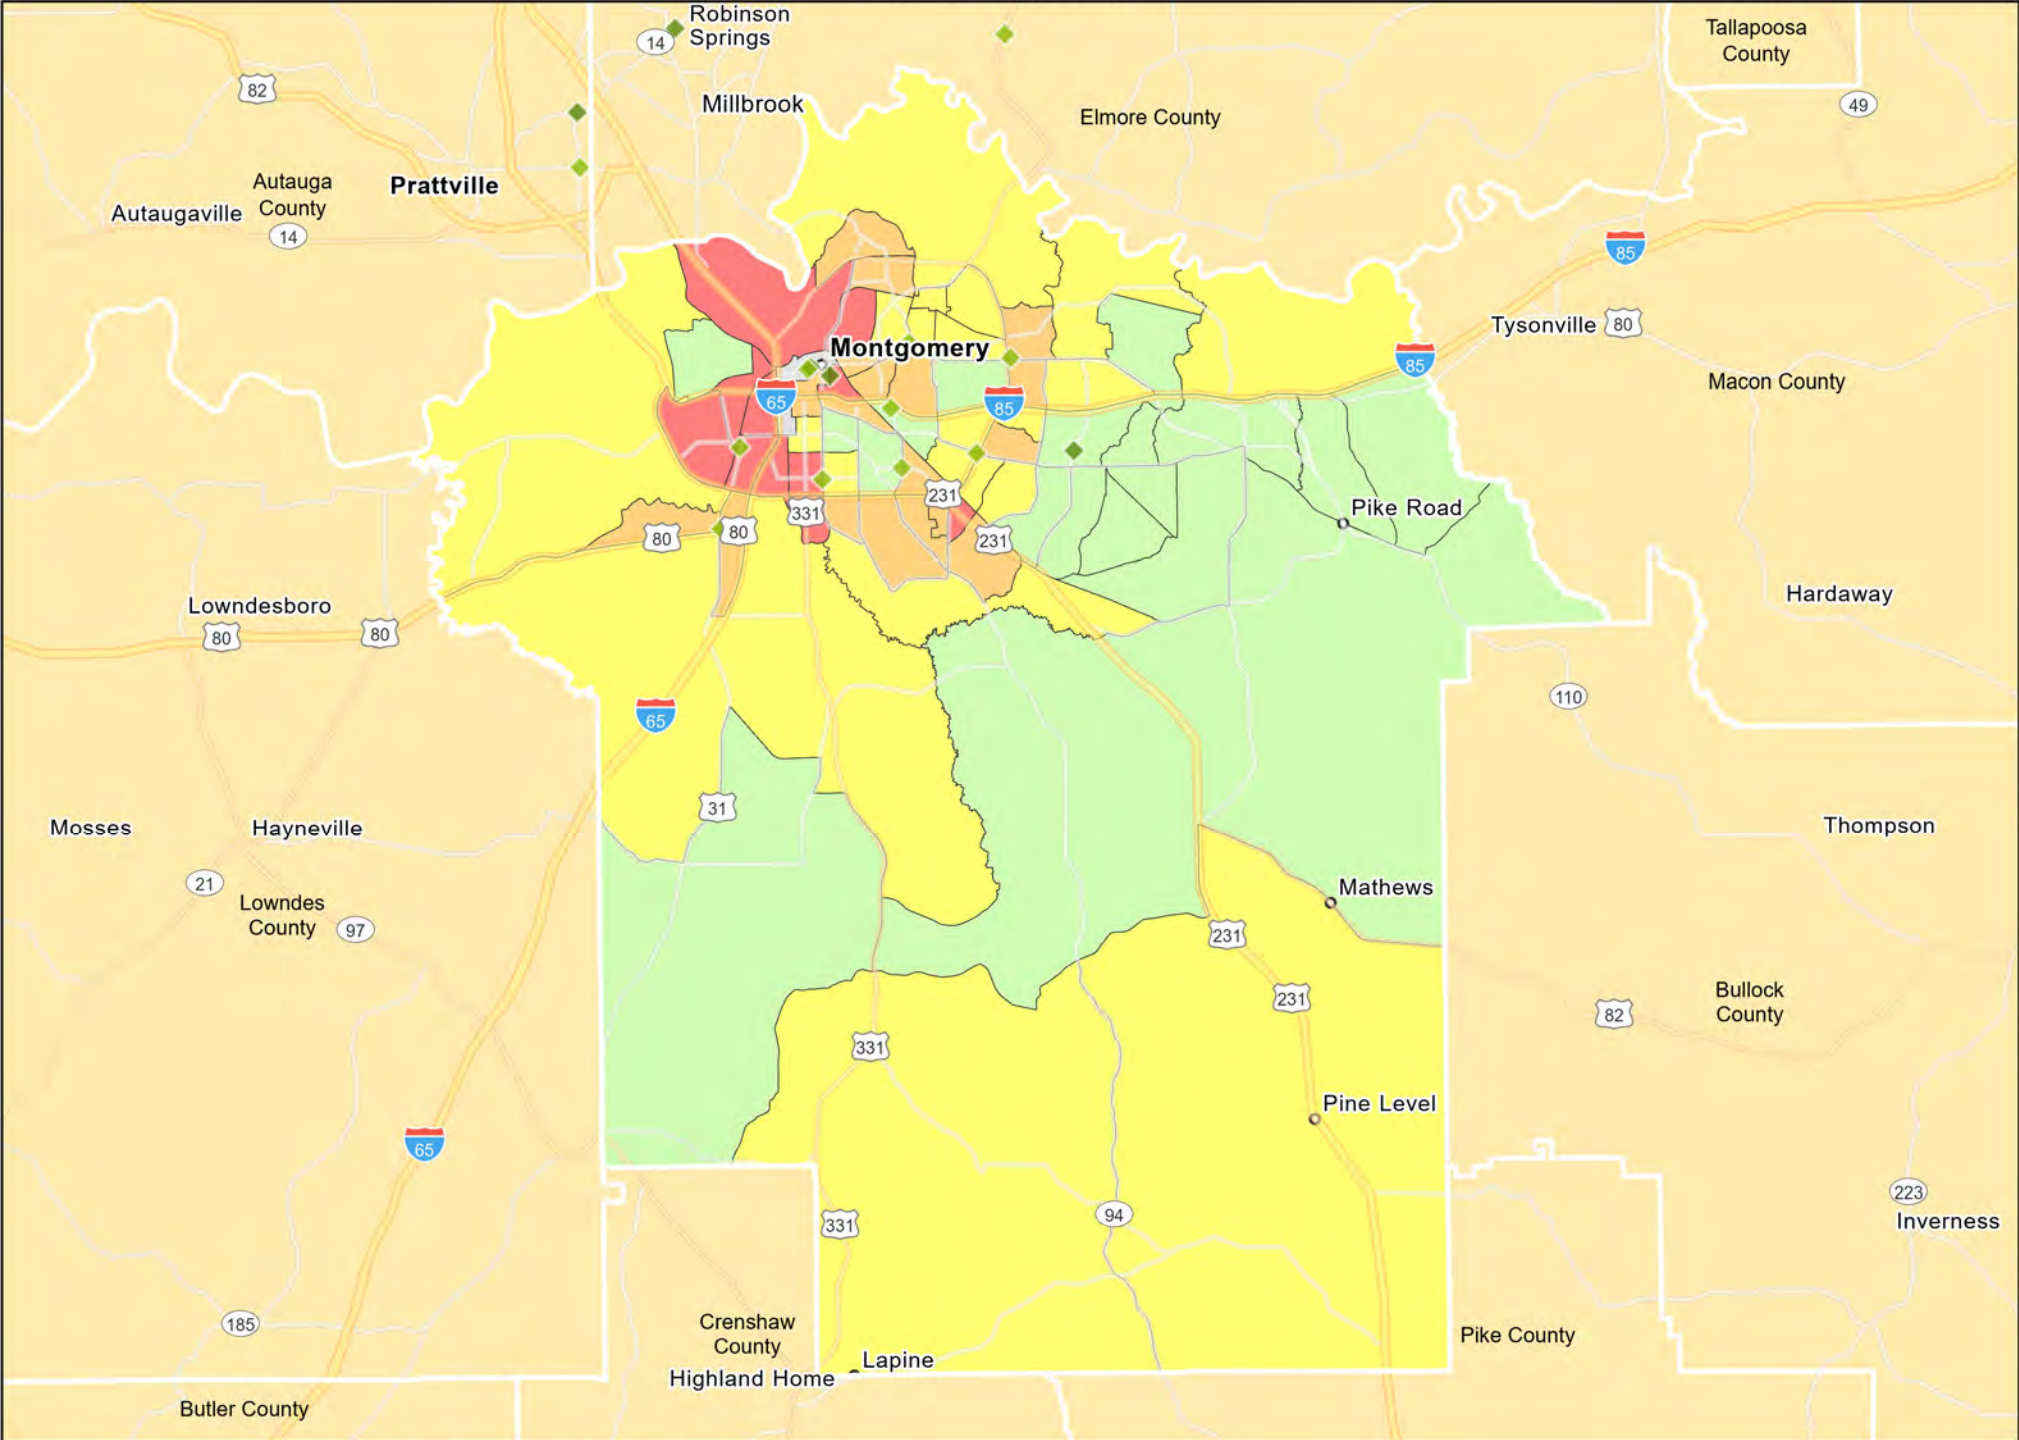 Robinson
Springs
14
Tallapoosa
County
82
Millbrook
49
Elmore County
Autauga
County
Prattville
Autaugaville
14
85
Tysonville
80
Montgomery
85
Macon County
65
85
231
Pike Road
331
80
80
231
Lowndesboro
80
80
Hardaway
110
65
31
Mosses
Hayneville
Thompson
21
Mathews
Lowndes
County
97
231
231
Bullock
County
82
331
Pine Level
65
223
94
Inverness
331
185
Crenshaw
County
Pike County
Lapine
Highland Home
Butler County